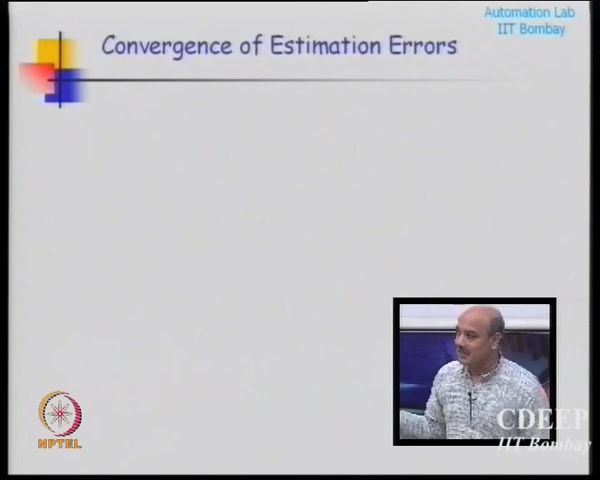 Automation Lab
IIT Bombay
Convergence of Estimation Errors
NPTEL
CDEEP
IIT Bombay